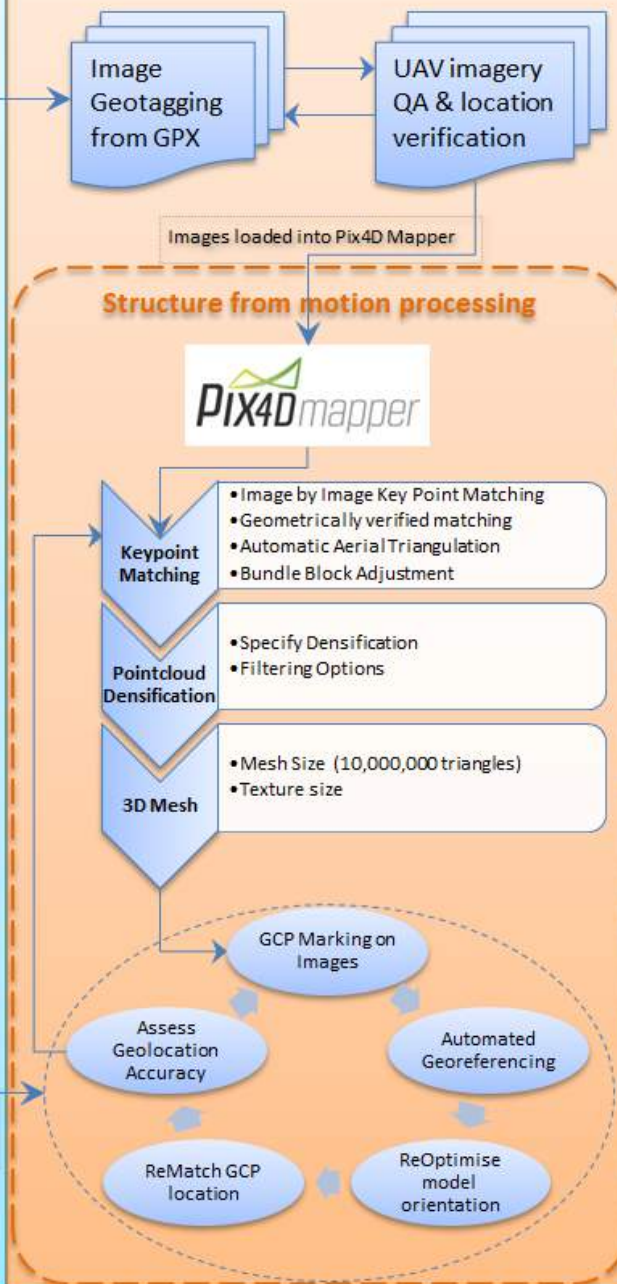 Image
Geotagging
from GPX
UAV imagery
QA & location
verification
Images loaded into Pix4D Mapper
Structure from motion processing
PIX4Dmapper
Keypoint
Matching
•Image by Image Key Point Matching
•Geometrically verified matching
•Automatic Aerial Triangulation
•Bundle Block Adjustment
Pointcloud
Densification
•Specify Densification
•Filtering Options
3D Mesh
•Mesh Size (10,000,000 triangles)
•Texture size
GCP Marking on
Images
Assess
Geolocation
Accuracy
Automated
Georeferencing
ReMatch GCP
location
ReOptimise
model
orientation